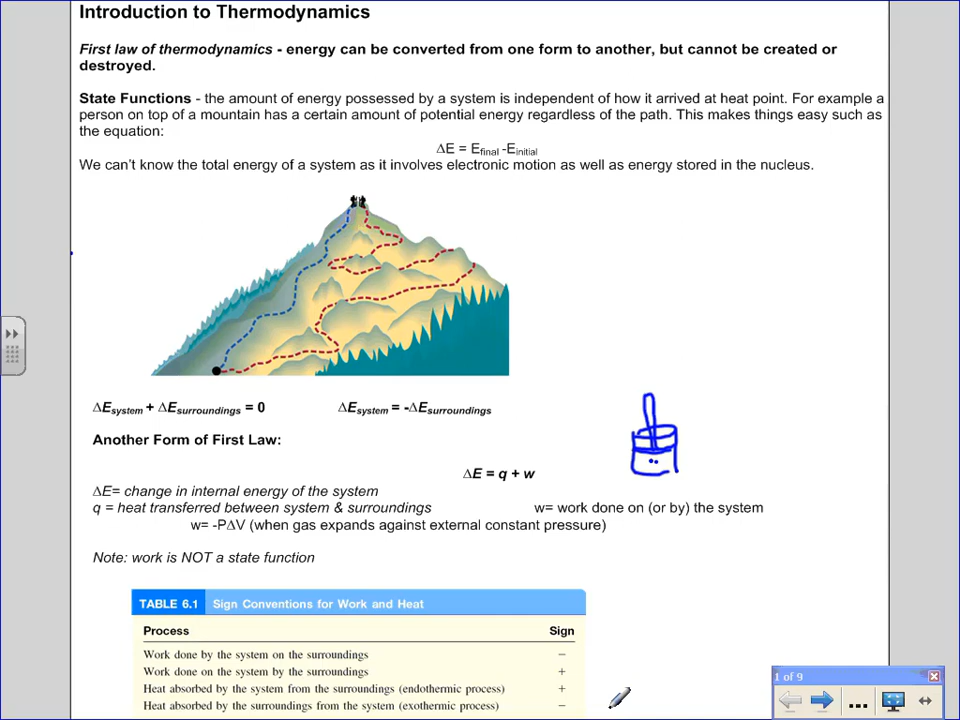 Introduction to Thermodynamics
First law of thermodynamics - energy can be converted from one form to another, but cannot be created or
destroyed.
State Functions - the amount of energy possessed by a system is independent of how it arrived at heat point. For example a
person on top of a mountain has a certain amount of potential energy regardless of the path. This makes things easy such as
the equation:
ΔE = Efinal -Einitial
We can't know the total energy of a system as it involves electronic motion as well as energy stored in the nucleus.
ΔEsystem + ΔEsurroundings = 0 ΔEsystem = -ΔEsurroundings
Another Form of First Law:
ΔE = q + w
ΔE= change in internal energy of the system
q = heat transferred between system & surroundings w= work done on (or by) the system
w= -PΔV (when gas expands against external constant pressure)
Note: work is NOT a state function
TABLE 6.1 Sign Conventions for Work and Heat
Process Sign
Work done by the system on the surroundings −
Work done on the system by the surroundings +
Heat absorbed by the system from the surroundings (endothermic process) +
Heat absorbed by the surroundings from the system (exothermic process) −
1 of 9